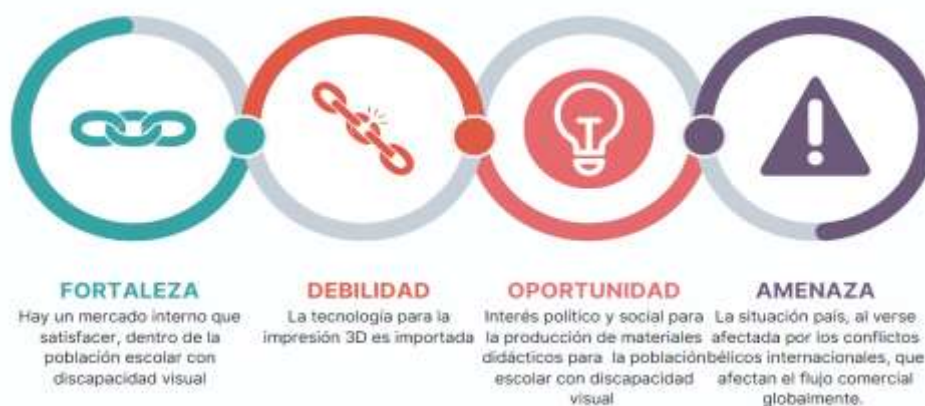 FORTALEZA
Hay un mercado interno que
satisfacer, dentro de la
población escolar con
discapacidad visual
DEBILIDAD
La tecnología para la
impresión 3D es importada
OPORTUNIDAD
Interés político y social para
la producción de materiales
didácticos para la población
escolar con discapacidad
visual
AMENAZA
La situación país, al verse
afectada por los conflictos
bélicos internacionales, que
afectan el flujo comercial
globalmente.